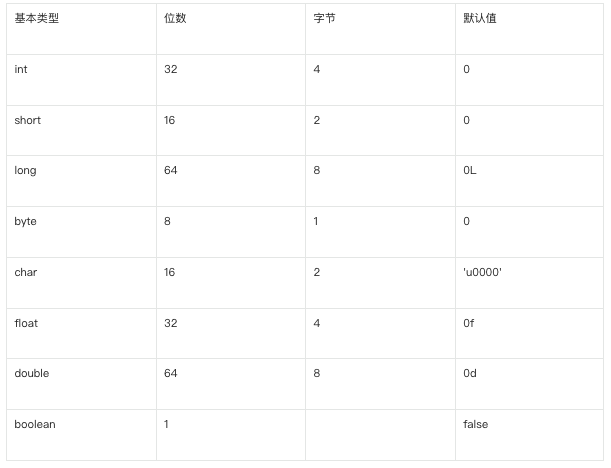 基本类型 位数 字节 默认值
int 32 4 0
short 16 2 0
long 64 8 0L
byte 8 1 0
char 16 2 'u0000'
float 32 4 0f
double 64 8 0d
boolean 1 false